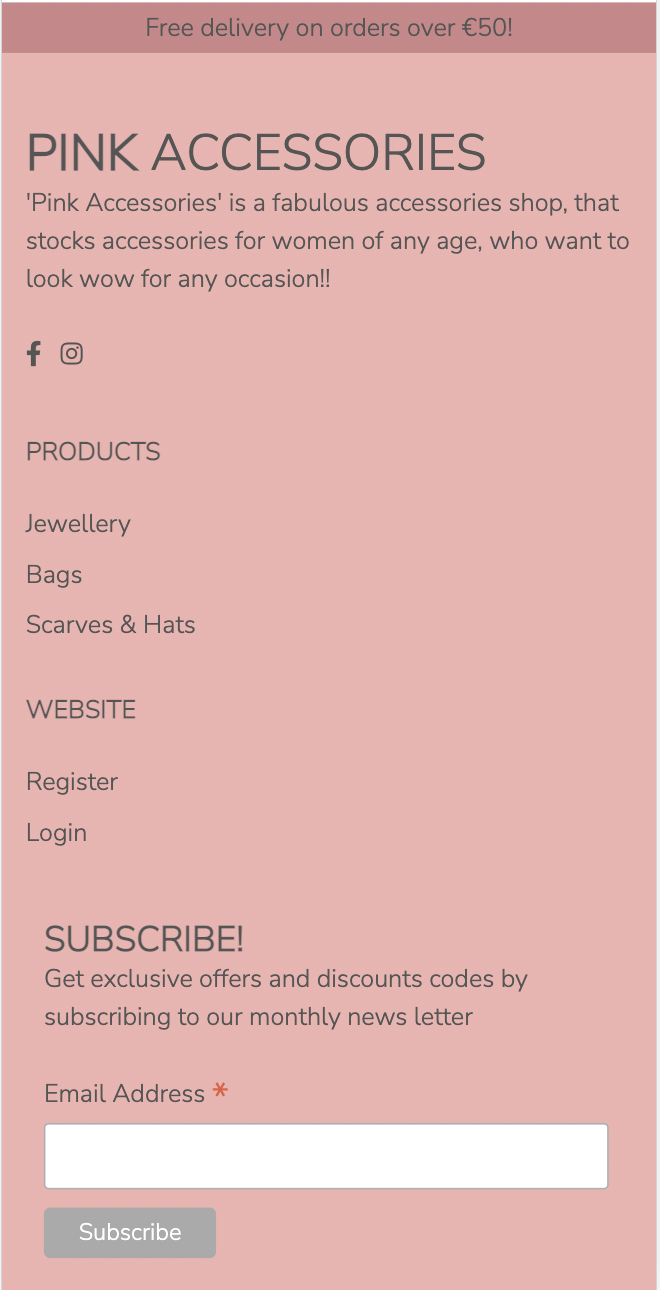 Free delivery on orders over €50!
PINK ACCESSORIES
'Pink Accessories' is a fabulous accessories shop, that
stocks accessories for women of any age, who want to
look wow for any occasion!!
PRODUCTS
Jewellery
Bags
Scarves & Hats
WEBSITE
Register
Login
SUBSCRIBE!
Get exclusive offers and discounts codes by
subscribing to our monthly news letter
Email Address *
Subscribe